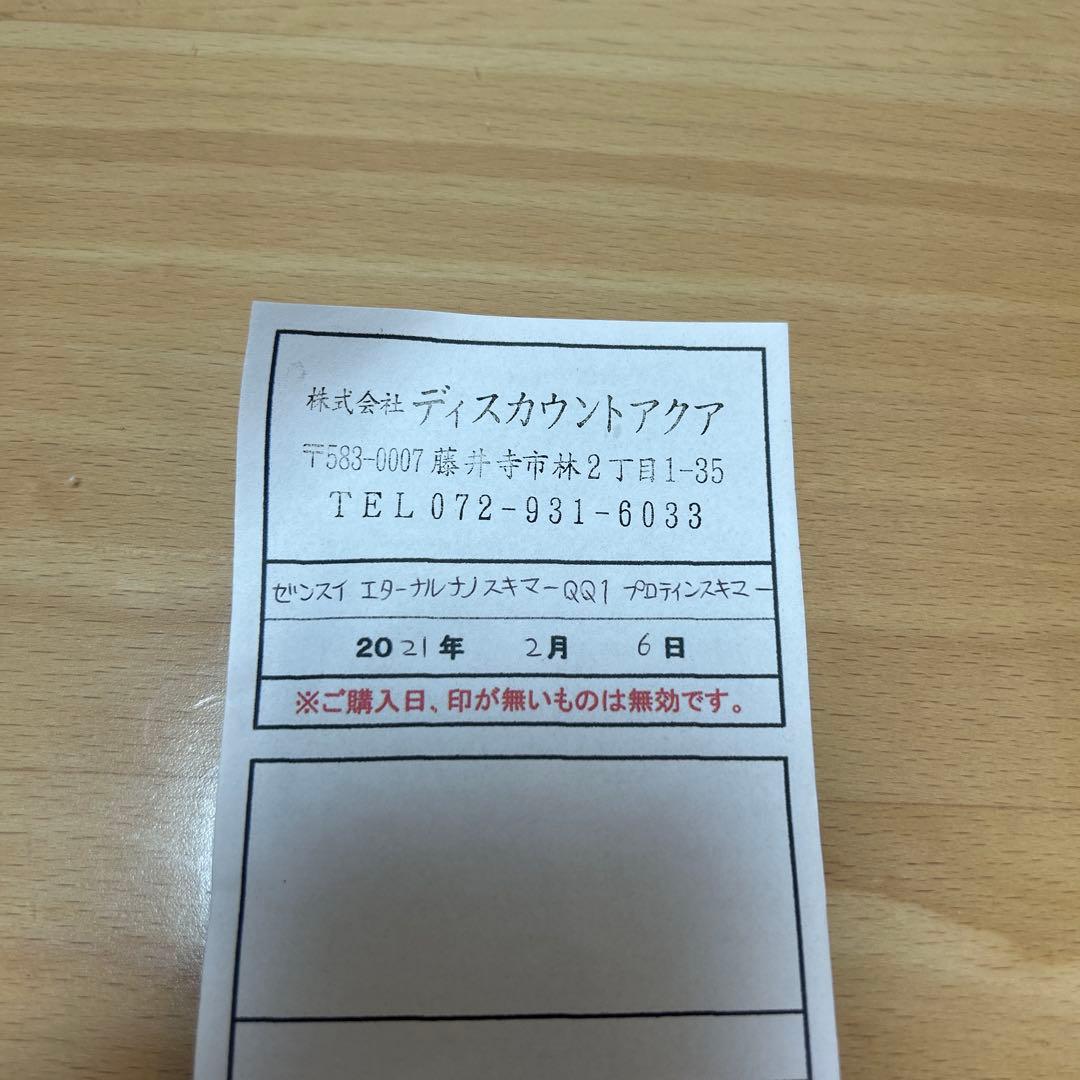 株式会社 ディスカウントアクア
〒583-0007 藤井寺市林2丁目1-35
TEL 072-931-6033
ゼンスイ エターナルナノスキマーQQ1 プロテインスキマー
2021年 2月 6日
※ご購入日、印が無いものは無効です。